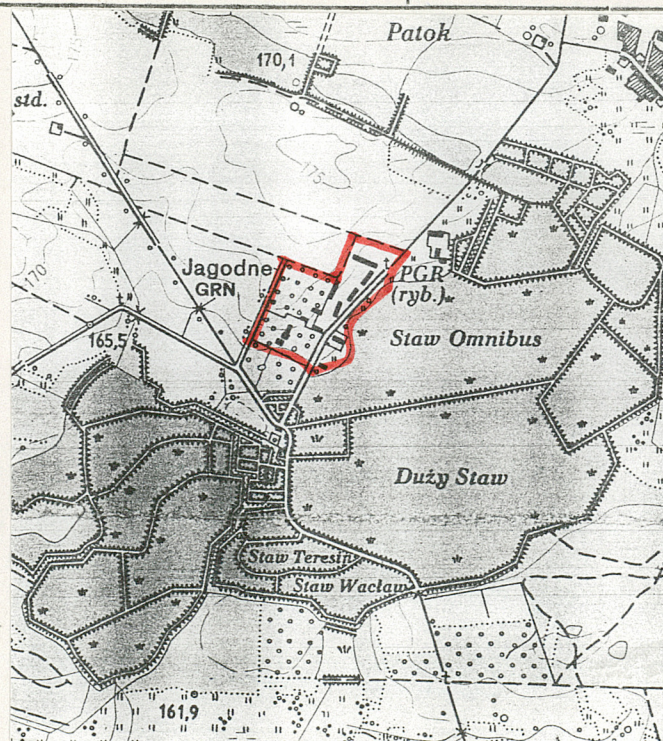 Patok
170,1
std.
175
170
Jagodne
GRN
PGR
(ryb.)
165,5
Staw Omnibus
Duży Staw
Staw Teresin
Staw Wacław
161,9